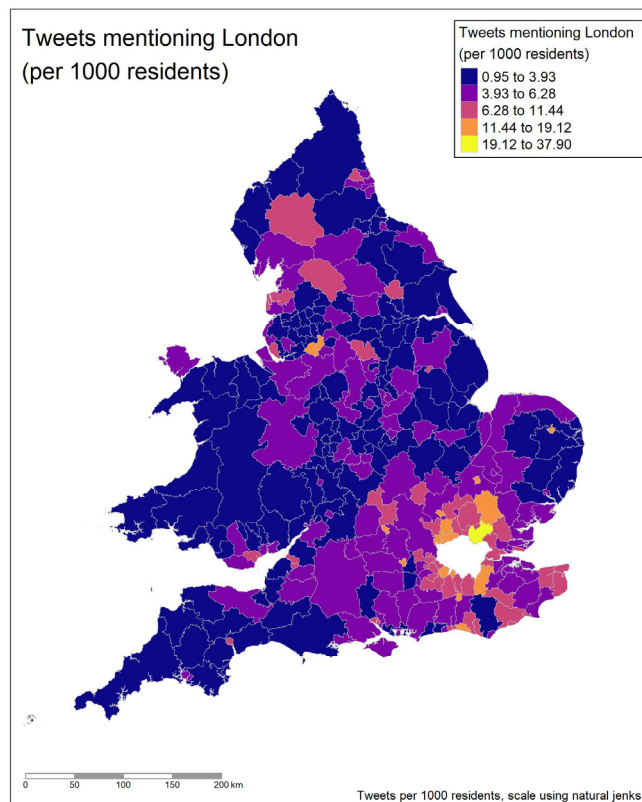 Tweets mentioning London
(per 1000 residents)
Tweets mentioning London
(per 1000 residents)
0.95 to 3.93
3.93 to 6.28
6.28 to 11.44
11.44 to 19.12
19.12 to 37.90
0 50 100 150 200 km
Tweets per 1000 residents, scale using natural jenks